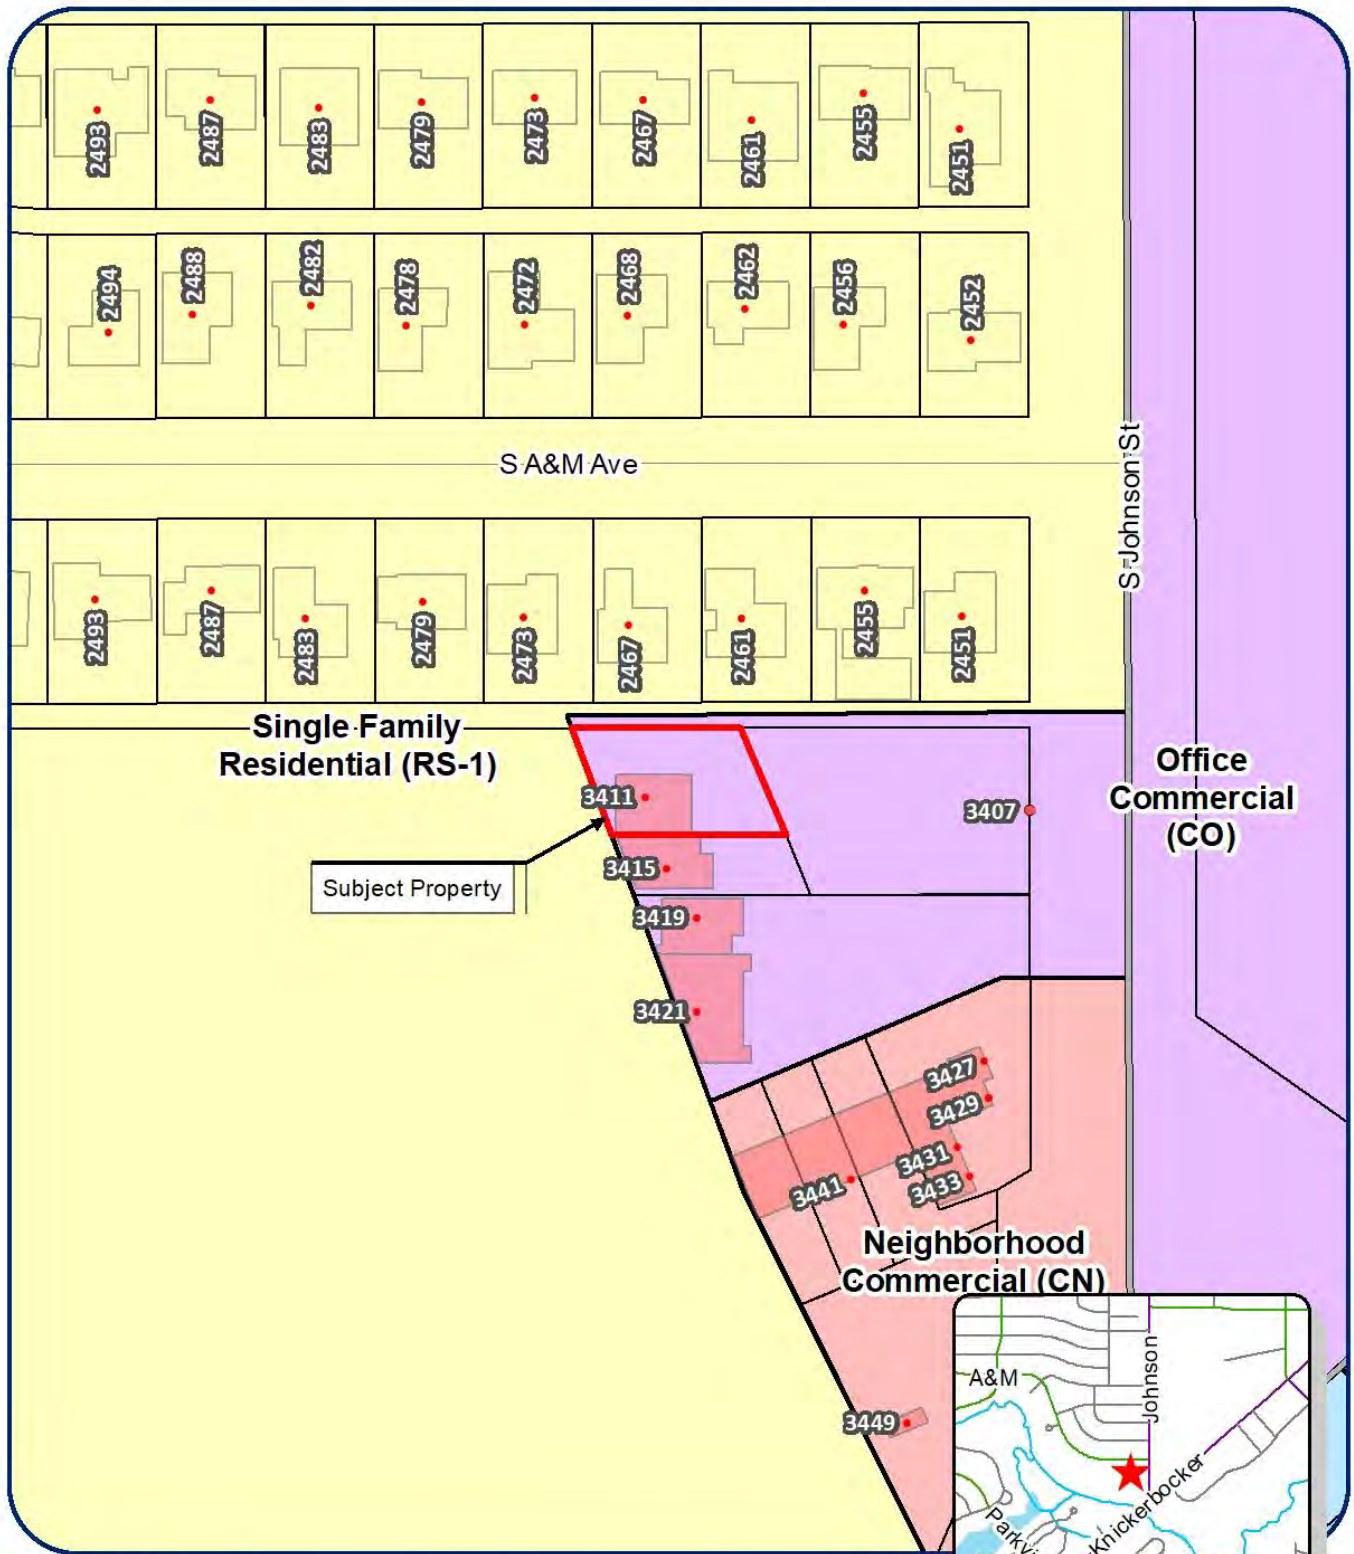 2493
2487
2483
2479
2473
2467
2461
2455
2451
2494
2488
2482
2478
2472
2468
2462
2456
2452
S A&M Ave
S Johnson St
2493
2487
2483
2479
2473
2467
2461
2455
2451
Single Family
Residential (RS-1)
Office
Commercial
(CO)
3411
3407
Subject Property
3415
3419
3421
3427
3429
3431
3433
3441
Neighborhood
Commercial (CN)
3449
A&M
Johnson
Knickerbocker